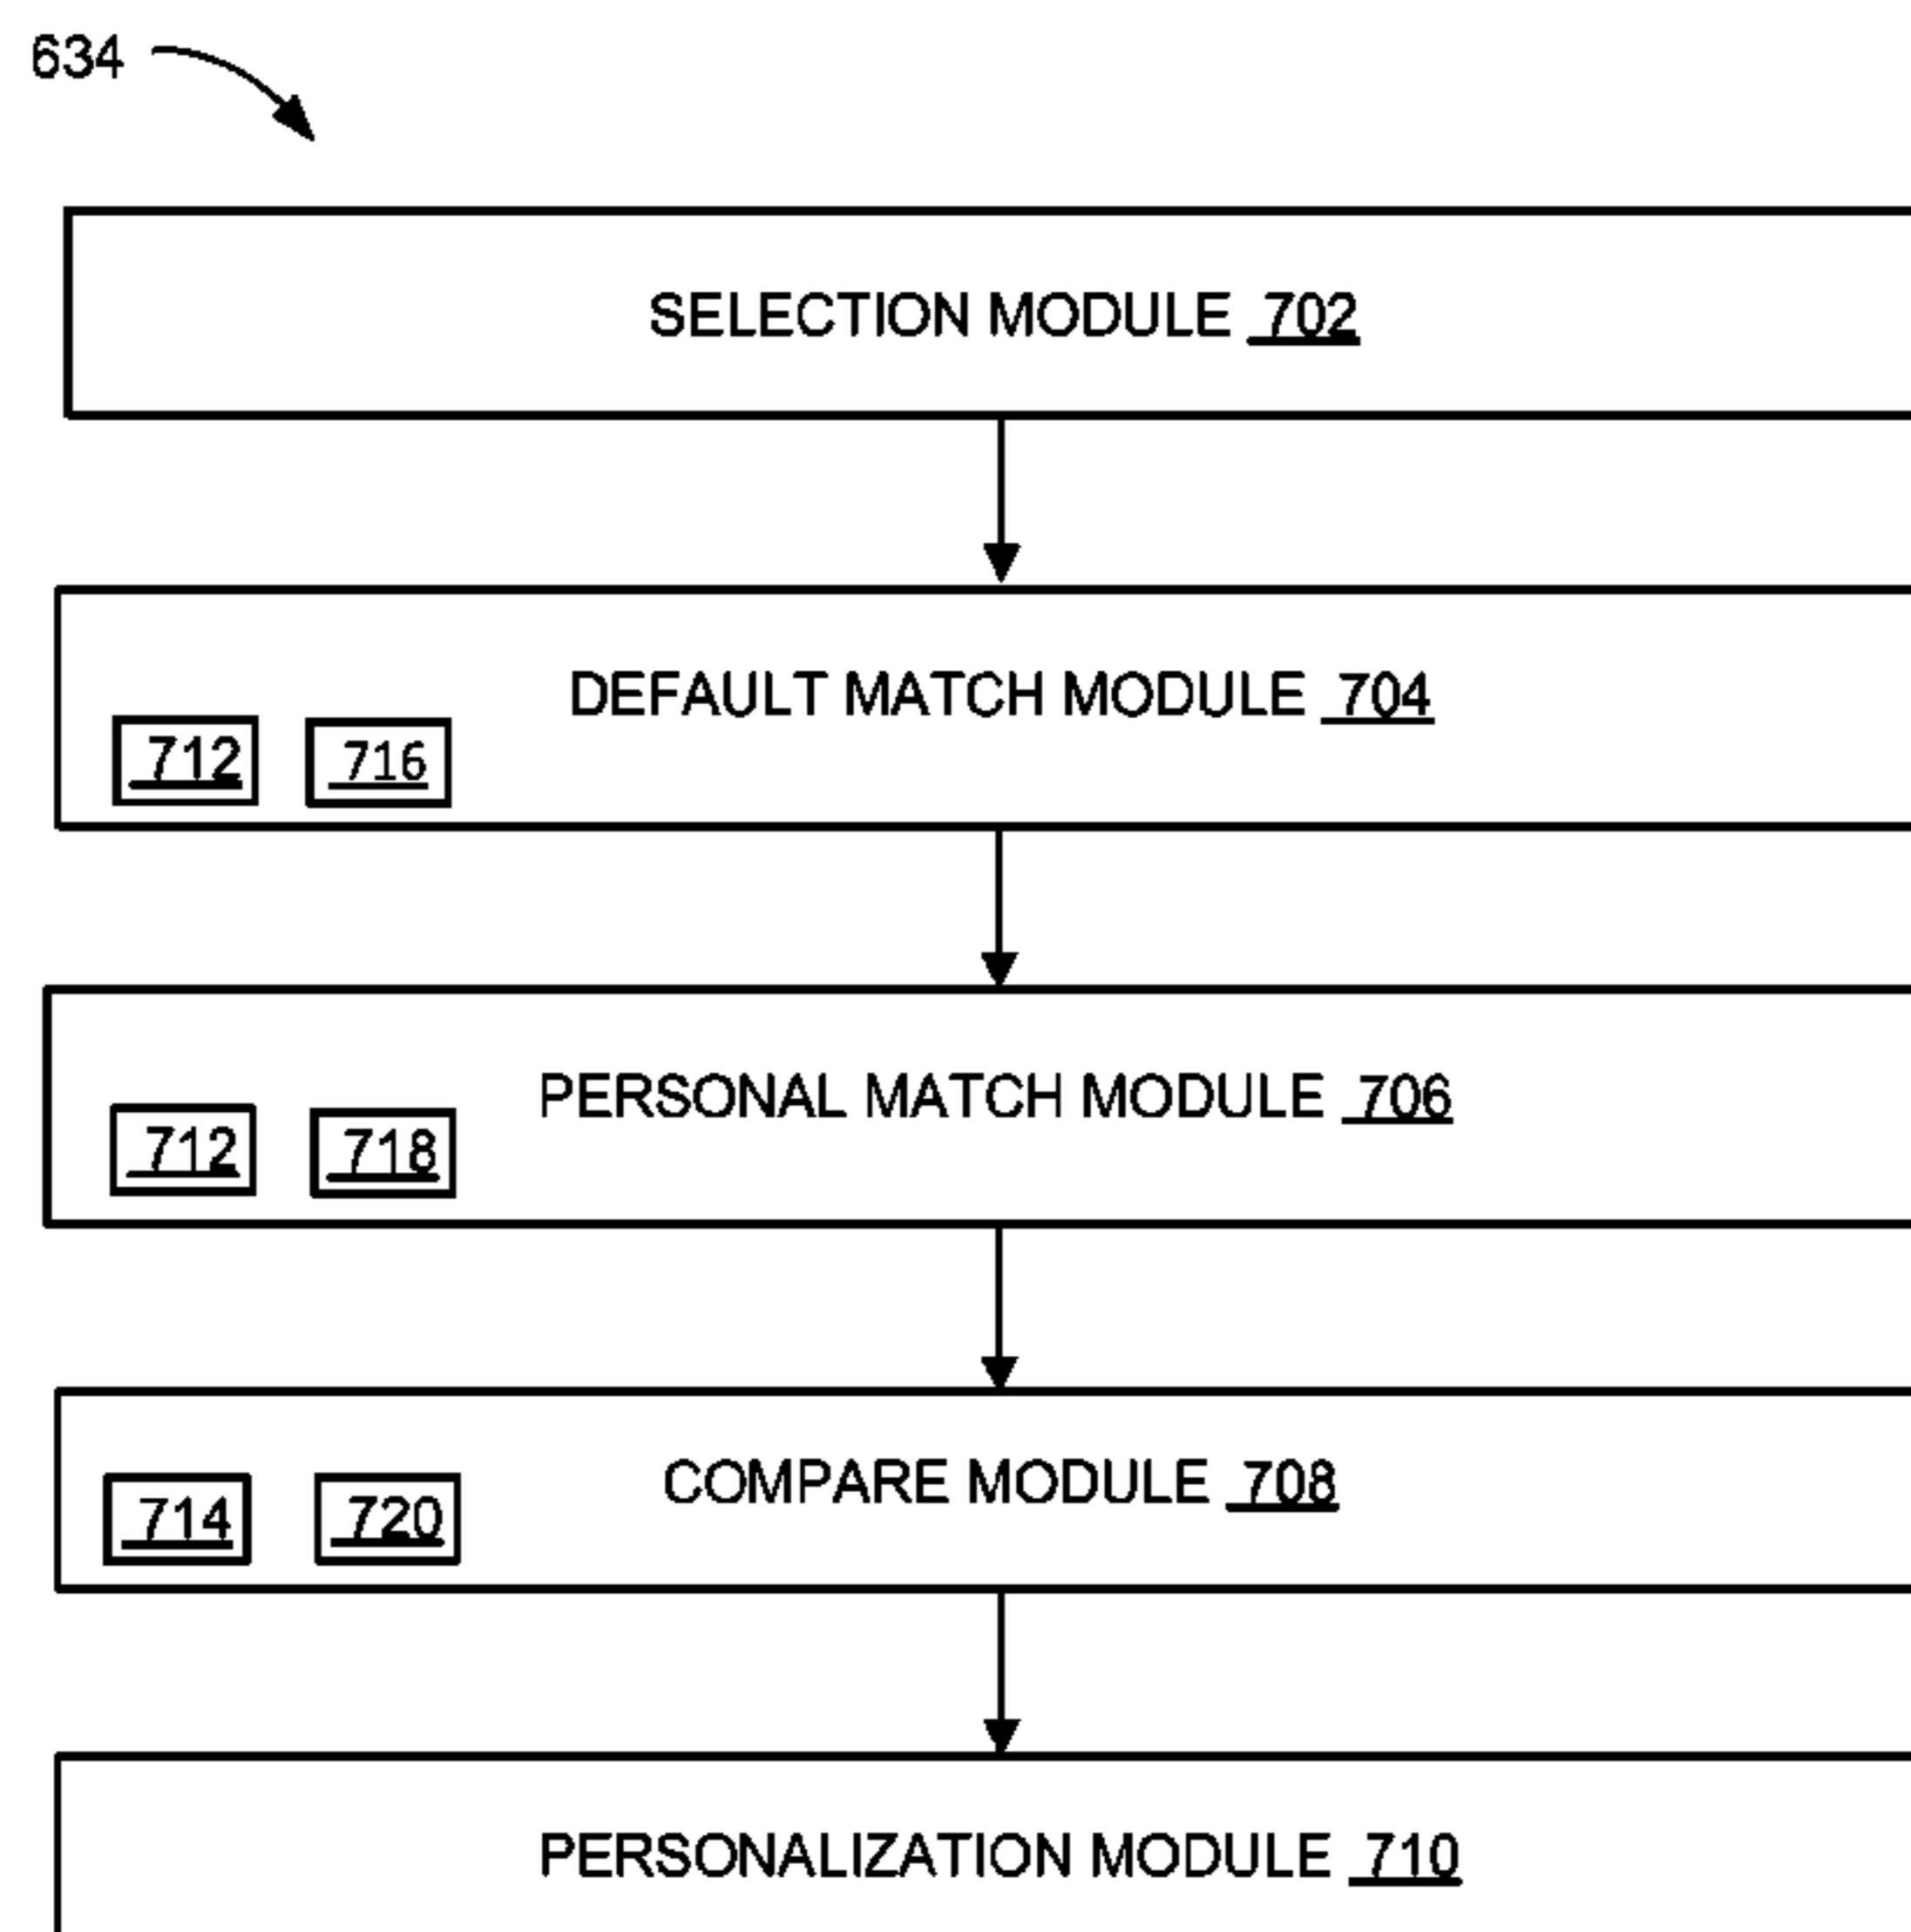 634
SELECTION MODULE 702
DEFAULT MATCH MODULE 704
712 716
PERSONAL MATCH MODULE 706
712 718
COMPARE MODULE 708
714 720
PERSONALIZATION MODULE 710